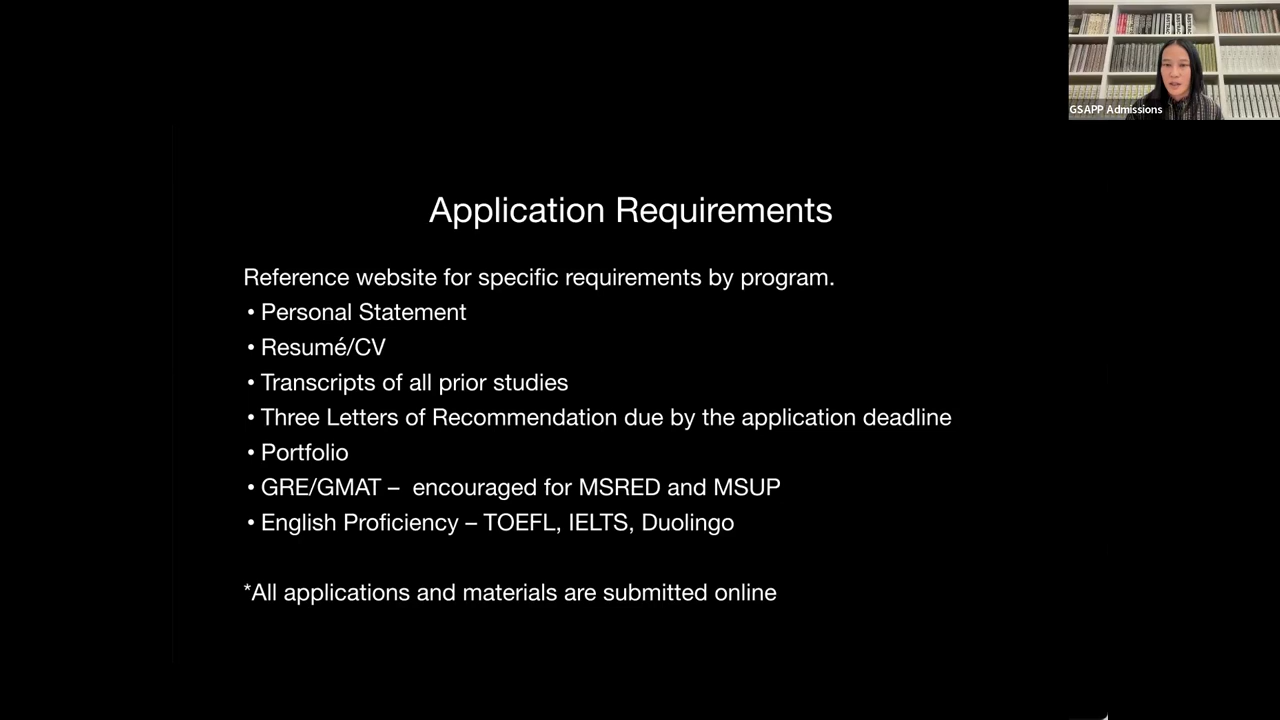 GSAPP Admissions
Application Requirements
Reference website for specific requirements by program.
• Personal Statement
• Resumé/CV
• Transcripts of all prior studies
• Three Letters of Recommendation due by the application deadline
• Portfolio
• GRE/GMAT –  encouraged for MSRED and MSUP
• English Proficiency – TOEFL, IELTS, Duolingo
*All applications and materials are submitted online